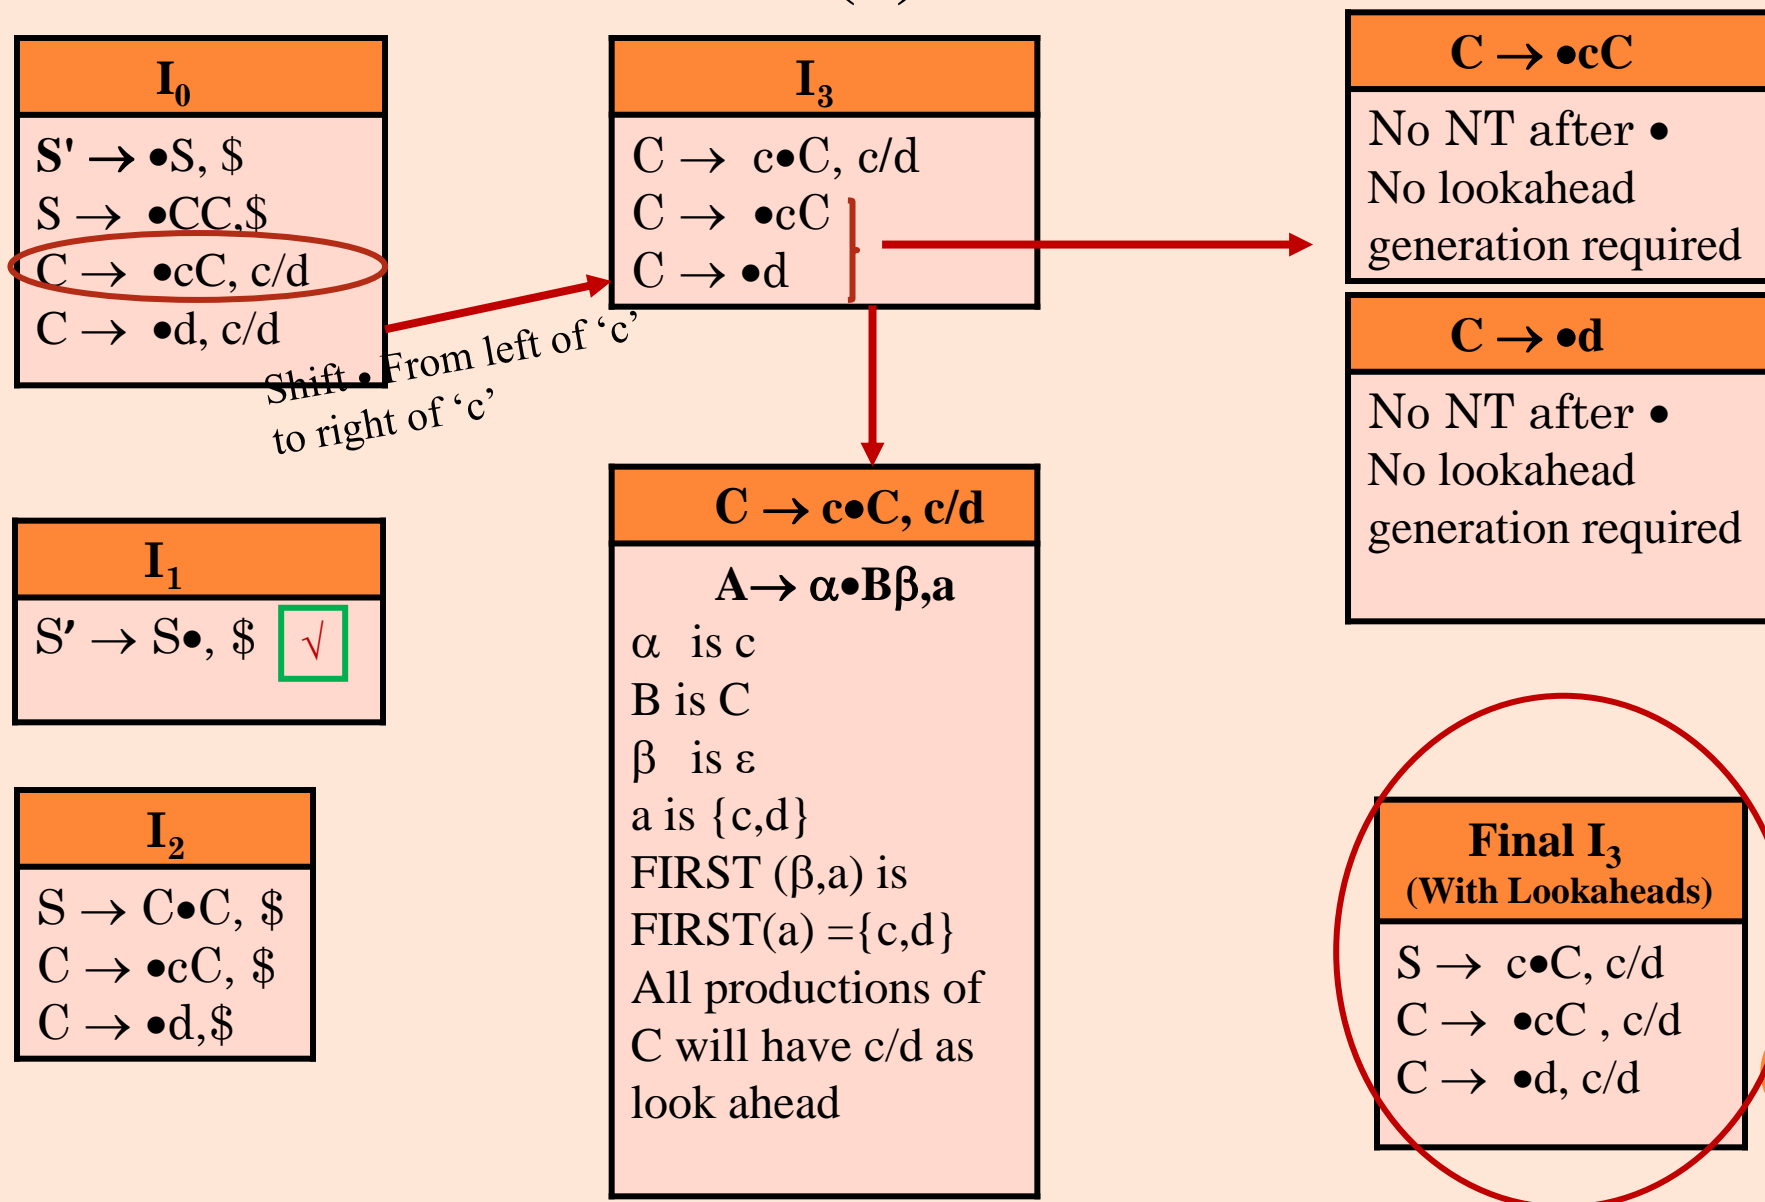 I₀
S' → •S, $
S → •CC,$
C → •cC, c/d
C → •d, c/d
Shift • From left of ‘c’
to right of ‘c’
I₁
S′ → S•, $ √
I₂
S → C•C, $
C → •cC, $
C → •d,$
I₃
C → c•C, c/d
C → •cC
C → •d
C → c•C, c/d
A→ α•Bβ,a
α is c
B is C
β is ε
a is {c,d}
FIRST (β,a) is
FIRST(a) ={c,d}
All productions of
C will have c/d as
look ahead
C → •cC
No NT after •
No lookahead
generation required
C → •d
No NT after •
No lookahead
generation required
Final I₃
(With Lookaheads)
S → c•C, c/d
C → •cC , c/d
C → •d, c/d